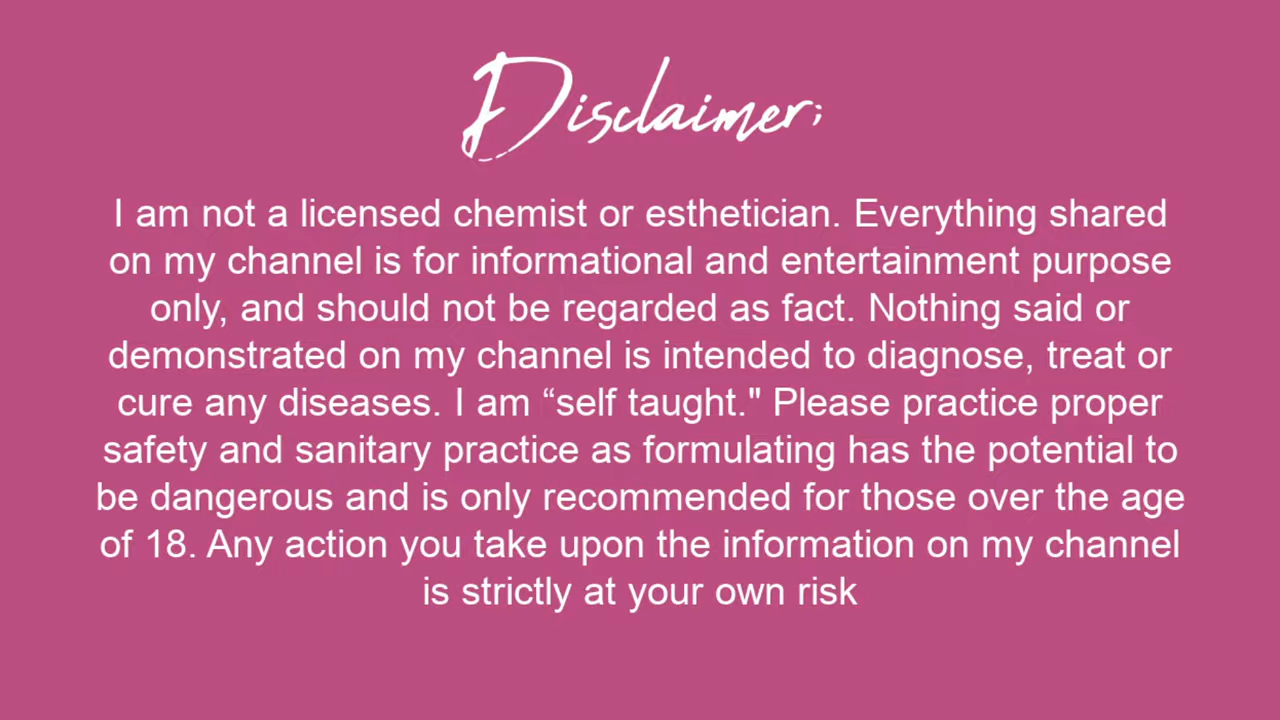 Disclaimer;
I am not a licensed chemist or esthetician. Everything shared
on my channel is for informational and entertainment purpose
only, and should not be regarded as fact. Nothing said or
demonstrated on my channel is intended to diagnose, treat or
cure any diseases. I am “self taught." Please practice proper
safety and sanitary practice as formulating has the potential to
be dangerous and is only recommended for those over the age
of 18. Any action you take upon the information on my channel
is strictly at your own risk